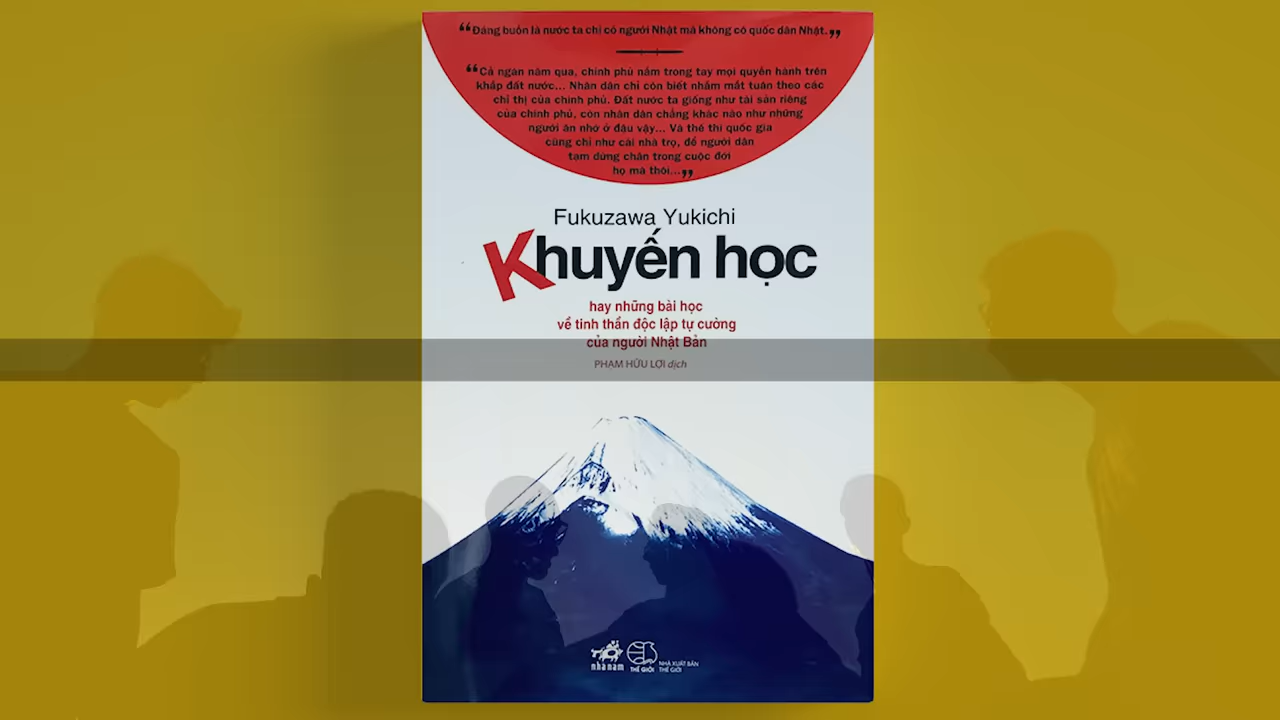 “Đáng buồn là nước ta chỉ có người Nhật mà không có quốc dân Nhật.”
“Cả ngàn năm qua, chính phủ nắm trong tay mọi quyền hành trên
khắp đất nước... Nhân dân chỉ còn biết nhắm mắt tuân theo các
chỉ thị của chính phủ. Đất nước ta giống như tài sản riêng
của chính phủ, còn nhân dân chẳng khác nào như những
người ăn nhờ ở đậu vậy... Và thế thì quốc gia
cũng chỉ như cái nhà trọ, để người dân
tạm dừng chân trong cuộc đời
họ mà thôi...”
Fukuzawa Yukichi
Khuyến học
hay những bài học
về tinh thần độc lập tự cường
của người Nhật Bản
PHẠM HỮU LỢI dịch
nhã nam
THẾ GIỚI
NHÀ XUẤT BẢN
THẾ GIỚI